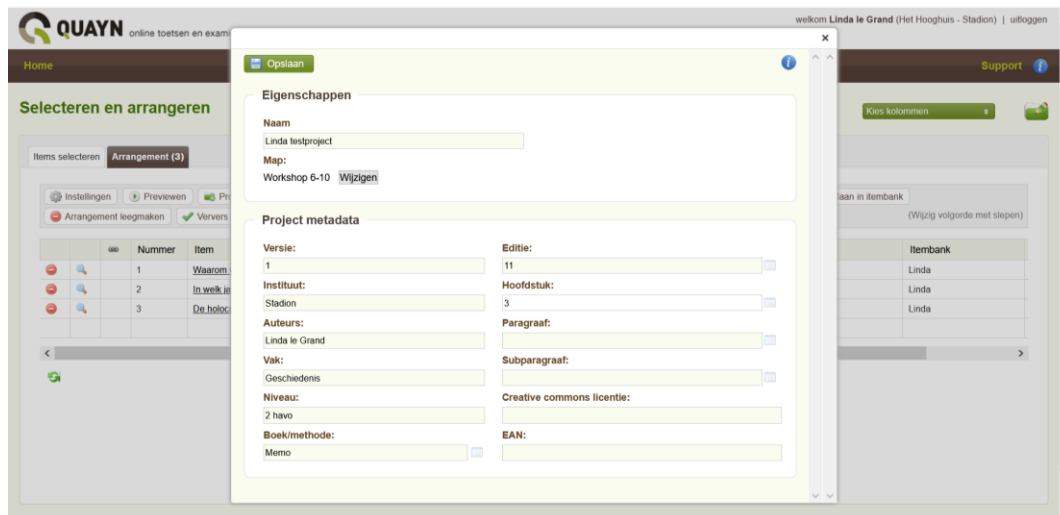 welkom Linda le Grand (Het Hooghuis - Stadion) | uitloggen
QUAYN online toetsen en exami
×
Home
Opslaan
Support
Selecteren en arrangeren
Kies kolommen
Eigenschappen
Naam
Linda testproject
Map:
Workshop 6-10 Wijzigen
Items selecteren
Arrangement (3)
Instellingen
Previewen
Pro
laan in itembank
Arrangement leegmaken
Ververs
(Wijzig volgorde met slepen)
Project metadata
Nummer Item Itembank
1 Waarom Linda
2 In welk ja Linda
3 De holoc Linda
Versie: Editie:
1 11
Instituut: Hoofdstuk:
Stadion 3
Auteurs: Paragraaf:
Linda le Grand
Vak: Subparagraaf:
Geschiedenis
Niveau: Creative commons licentie:
2 havo
Boek/methode: EAN:
Memo